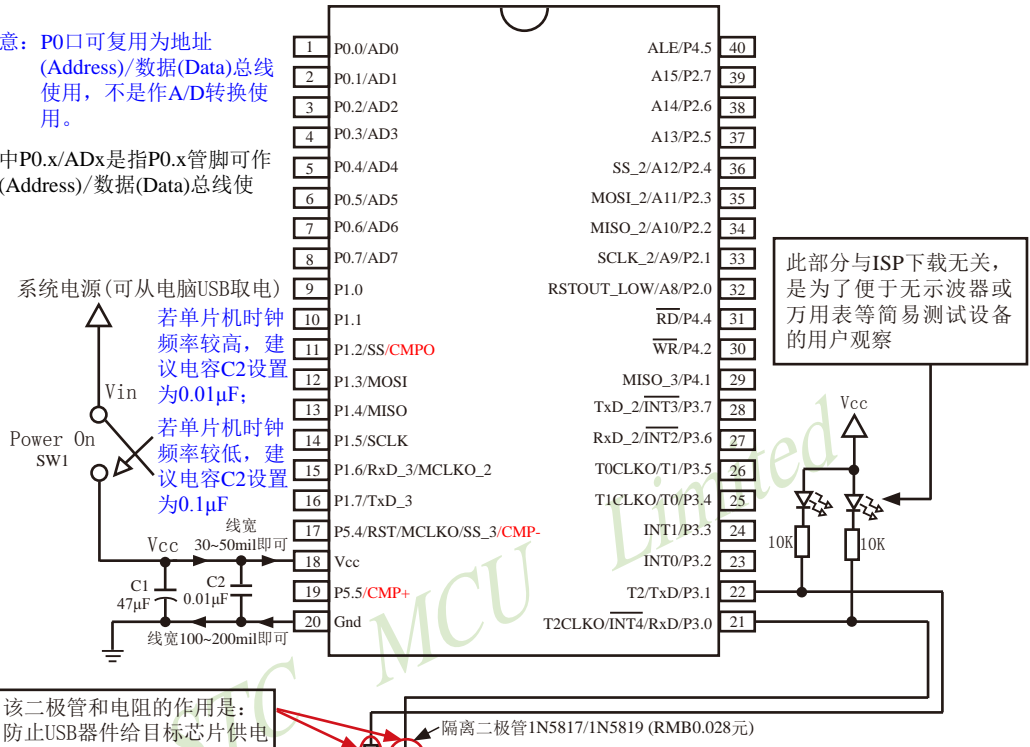 意：P0口可复用为地址
(Address)/数据(Data)总线
使用，不是作A/D转换使
用。
中P0.x/ADx是指P0.x管脚可作
(Address)/数据(Data)总线使
系统电源(可从电脑USB取电)
若单片机时钟
频率较高，建
议电容C2设置
为0.01μF;
Vin
Power On
SW1
若单片机时钟
频率较低，建
议电容C2设置
为0.1μF
线宽
Vcc 30~50mil即可
C1
47μF
C2
0.01μF
线宽100~200mil即可
1 P0.0/AD0
2 P0.1/AD1
3 P0.2/AD2
4 P0.3/AD3
5 P0.4/AD4
6 P0.5/AD5
7 P0.6/AD6
8 P0.7/AD7
9 P1.0
10 P1.1
11 P1.2/SS/CMPO
12 P1.3/MOSI
13 P1.4/MISO
14 P1.5/SCLK
15 P1.6/RxD_3/MCLKO_2
16 P1.7/TxD_3
17 P5.4/RST/MCLKO/SS_3/CMP-
18 Vcc
19 P5.5/CMP+
20 Gnd
ALE/P4.5 40
A15/P2.7 39
A14/P2.6 38
A13/P2.5 37
SS_2/A12/P2.4 36
MOSI_2/A11/P2.3 35
MISO_2/A10/P2.2 34
SCLK_2/A9/P2.1 33
RSTOUT_LOW/A8/P2.0 32
RD/P4.4 31
WR/P4.2 30
MISO_3/P4.1 29
TxD_2/INT3/P3.7 28
RxD_2/INT2/P3.6 27
T0CLKO/T1/P3.5 26
T1CLKO/T0/P3.4 25
INT1/P3.3 24
INT0/P3.2 23
T2/TxD/P3.1 22
T2CLKO/INT4/RxD/P3.0 21
此部分与ISP下载无关，
是为了便于无示波器或
万用表等简易测试设备
的用户观察
Vcc
10K
10K
STC MCU Limited
该二极管和电阻的作用是：
防止USB器件给目标芯片供电
隔离二极管1N5817/1N5819 (RMB0.028元)